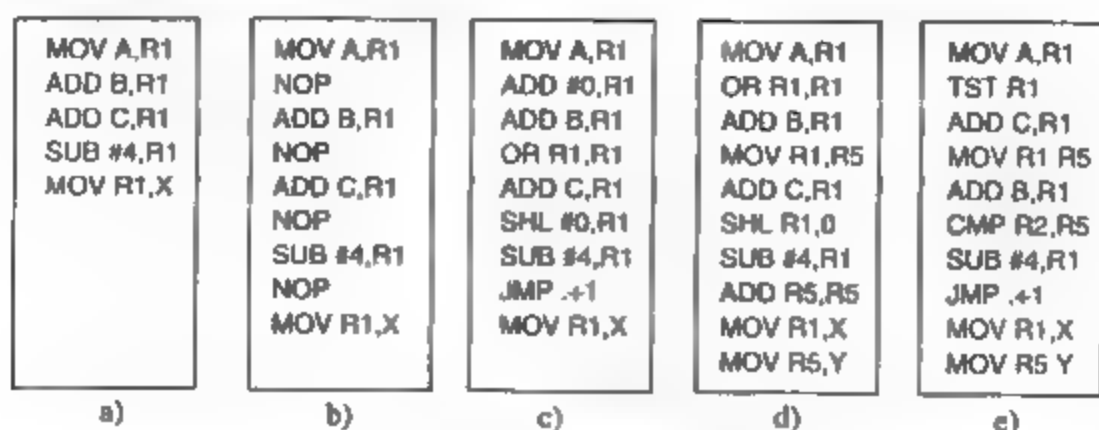 MOV A,R1
ADD B,R1
ADD C,R1
SUB #4,R1
MOV R1,X
a)
MOV A,R1
NOP
ADD B,R1
NOP
ADD C,R1
NOP
SUB #4,R1
NOP
MOV R1,X
b)
MOV A,R1
ADD #0,R1
ADD B,R1
OR R1,R1
ADD C,R1
SHL #0,R1
SUB #4,R1
JMP .+1
MOV R1,X
c)
MOV A,R1
OR R1,R1
ADD B,R1
MOV R1,R5
ADD C,R1
SHL R1,0
SUB #4,R1
ADD R5,R5
MOV R1,X
MOV R5,Y
d)
MOV A,R1
TST R1
ADD C,R1
MOV R1 R5
ADD B,R1
CMP R2,R5
SUB #4,R1
JMP .+1
MOV R1,X
MOV R5 Y
e)